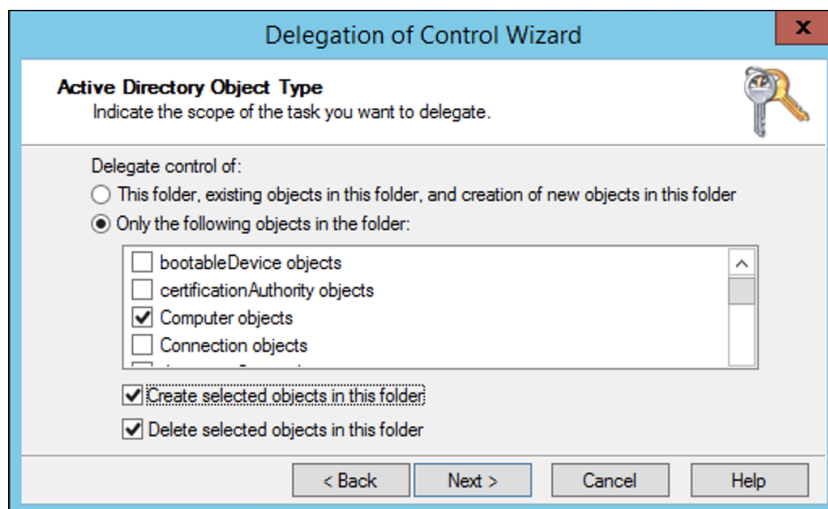 Delegation of Control Wizard
x
Active Directory Object Type
Indicate the scope of the task you want to delegate.
Delegate control of:
This folder, existing objects in this folder, and creation of new objects in this folder
Only the following objects in the folder:
bootableDevice objects
certificationAuthority objects
Computer objects
Connection objects
Create selected objects in this folder
Delete selected objects in this folder
< Back Next > Cancel Help